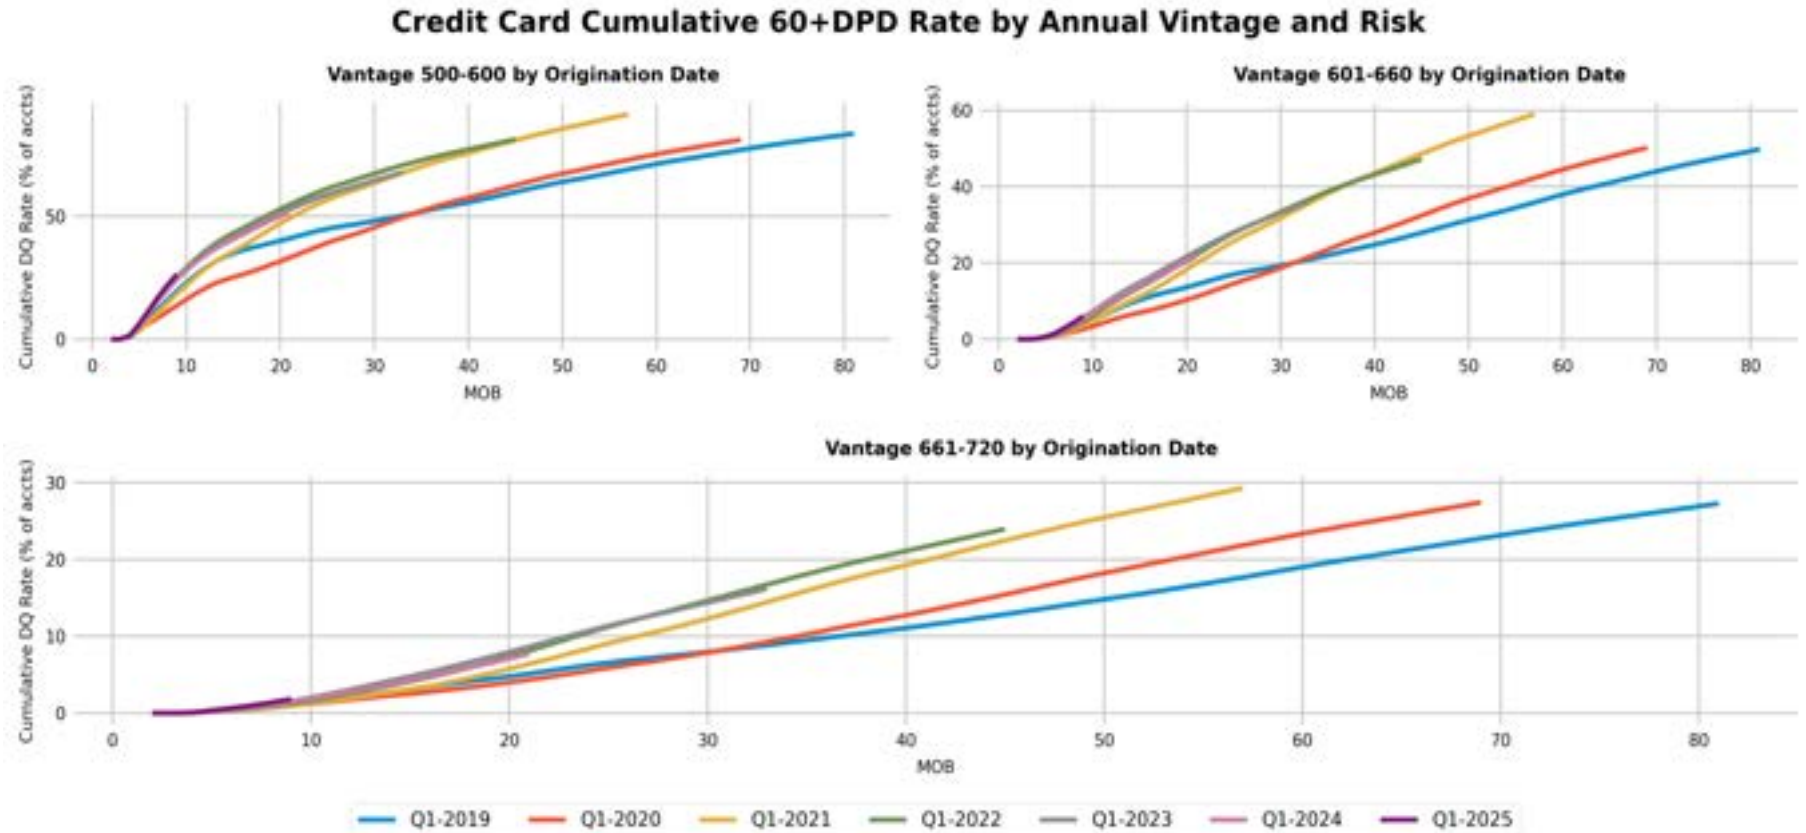 Credit Card Cumulative 60+DPD Rate by Annual Vintage and Risk
Vantage 500-600 by Origination Date
Cumulative DQ Rate (% of accts)
50
0
0 10 20 30 40 50 60 70 80
MOB
Vantage 601-660 by Origination Date
Cumulative DQ Rate (% of accts)
60
40
20
0
0 10 20 30 40 50 60 70 80
MOB
Vantage 661-720 by Origination Date
Cumulative DQ Rate (% of accts)
30
20
10
0
0 10 20 30 40 50 60 70 80
MOB
Q1-2019 Q1-2020 Q1-2021 Q1-2022 Q1-2023 Q1-2024 Q1-2025